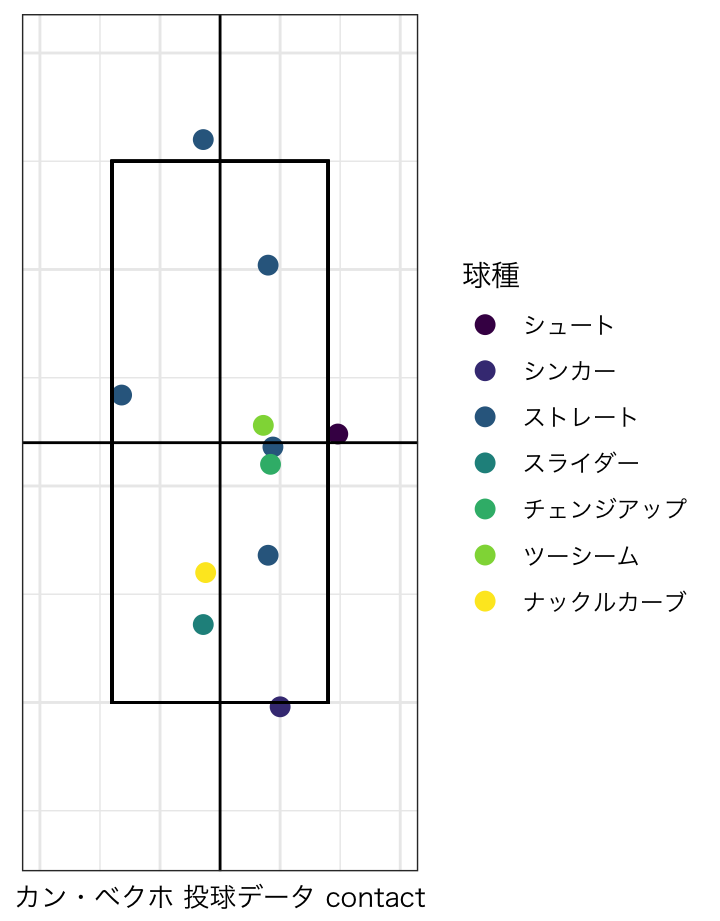 球種
シュート
シンカー
ストレート
スライダー
チェンジアップ
ツーシーム
ナックルカーブ
カン・ベクホ 投球データ contact